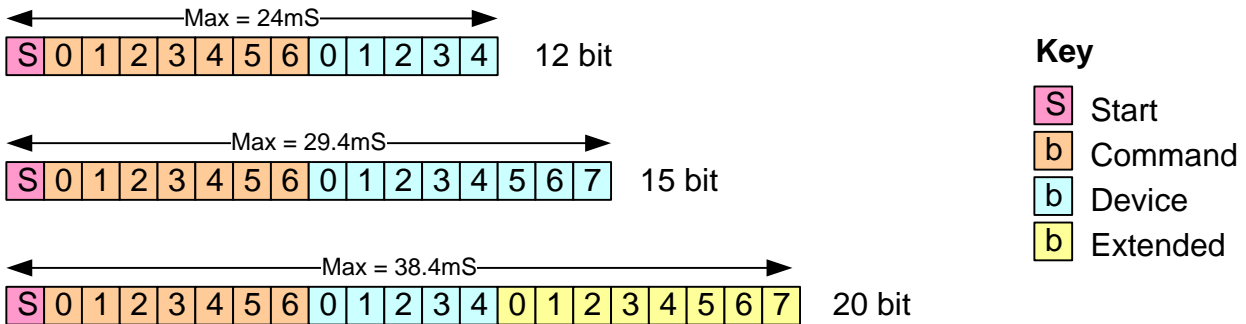 Max = 24mS
S 0 1 2 3 4 5 6 0 1 2 3 4 12 bit
Max = 29.4mS
S 0 1 2 3 4 5 6 0 1 2 3 4 5 6 7 15 bit
Max = 38.4mS
S 0 1 2 3 4 5 6 0 1 2 3 4 0 1 2 3 4 5 6 7 20 bit
Key
S Start
b Command
b Device
b Extended